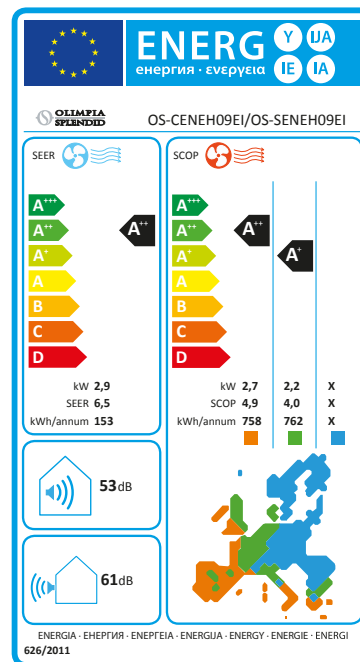 ENERG
Y IJA
IE IA
енергия · ενεργεια
OLIMPIA
SPLENDID
OS-CENEH09EI/OS-SENEH09EI
SEER
A+++
A++
A+
A
B
C
D
A++
kW 2,9
SEER 6,5
kWh/annum 153
SCOP
A+++
A++
A+
A
B
C
D
A++
A+
kW 2,7 2,2 X
SCOP 4,9 4,0 X
kWh/annum 758 762 X
53dB
61dB
ENERGIA · ЕНЕРГИЯ · ΕΝΕΡΓΕΙΑ · ENERGIJA · ENERGY · ENERGIE · ENERGI
626/2011